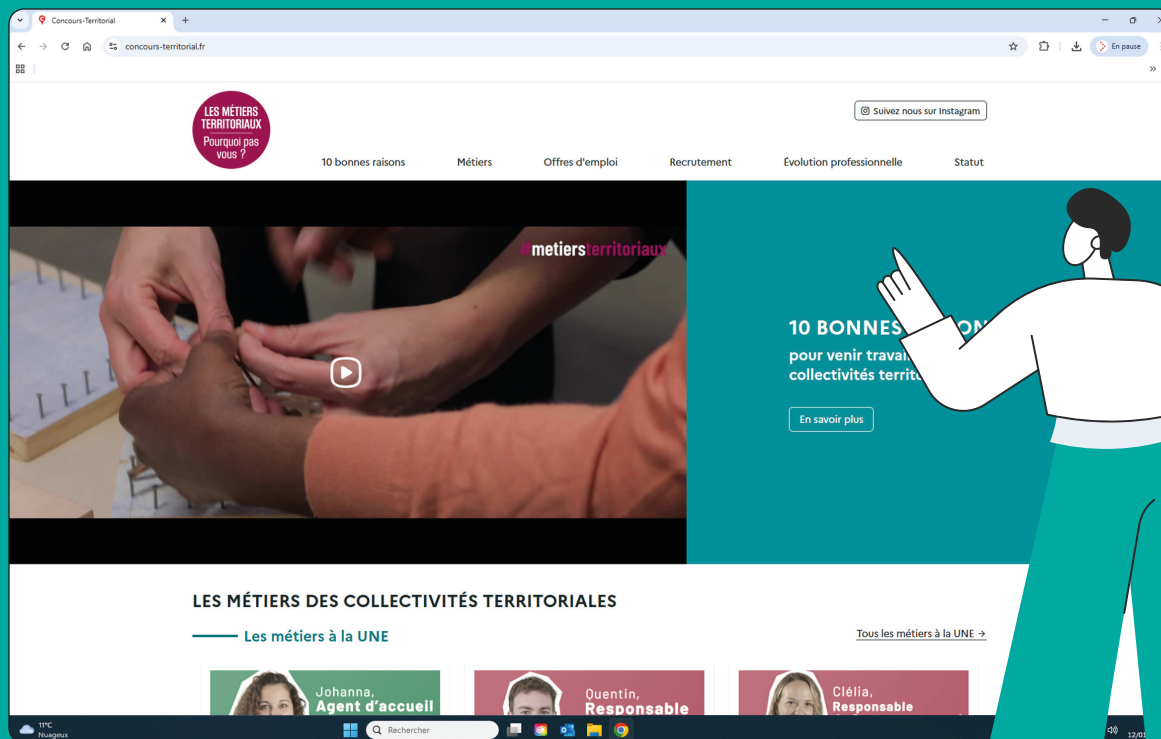 Concours-Territorial
concours-territorial.fr
En pause
LES MÉTIERS
TERRITORIAUX
Pourquoi pas
vous ?
Suivez nous sur Instagram
10 bonnes raisons
Métiers
Offres d'emploi
Recrutement
Évolution professionnelle
Statut
#metiersterritoriaux
10 BONNES
pour venir
collectivités
En savoir plus
LES MÉTIERS DES COLLECTIVITÉS TERRITORIALES
Les métiers à la UNE
Tous les métiers à la UNE →
Johanna,
Agent d'accueil
Quentin,
Responsable
Clélia,
Responsable
11°C
Nuageux
Rechercher
12/01